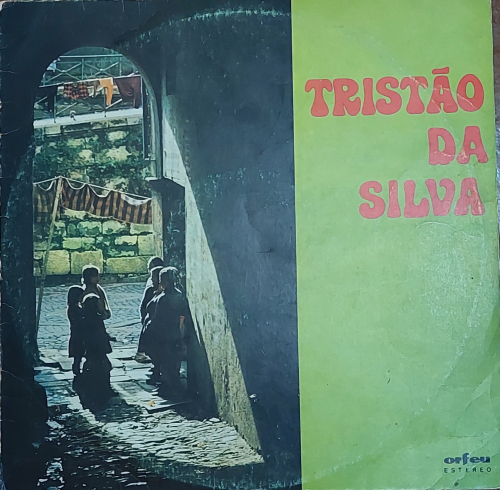 TRISTÃO
DA
SILVA
orfeu
ESTEREO